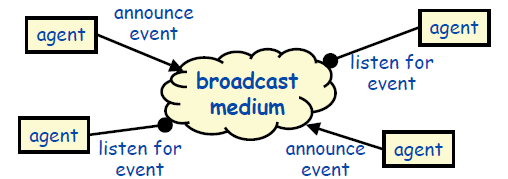 agent
announce
event
agent
listen for
event
broadcast
medium
agent
listen for
event
announce
event
agent